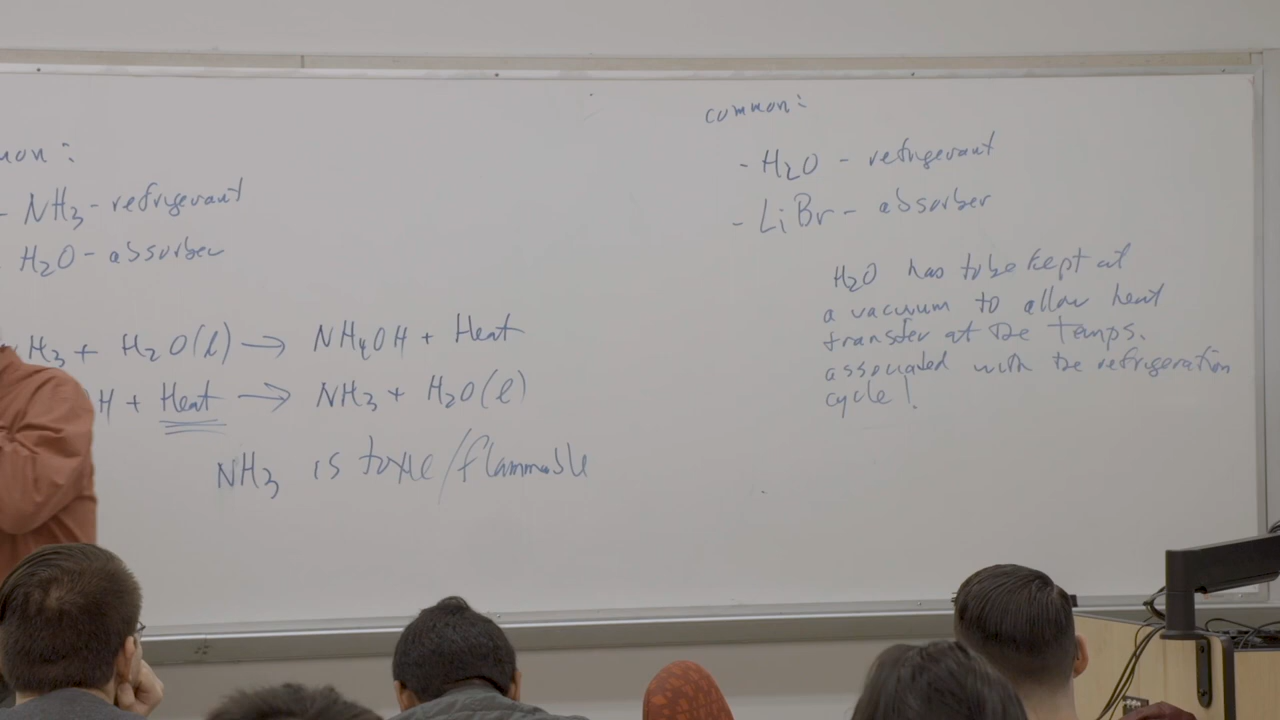 mon:
- NH3 - refrigerant
- H2O - absorber
H3 + H2O(l) → NH4OH + Heat
H + Heat → NH3 + H2O(l)
NH3 is toxic/flammable
common:
- H2O - refrigerant
- LiBr - absorber
H2O has to be kept at
a vacuum to allow heat
transfer at the temps.
associated with the refrigeration
cycle!